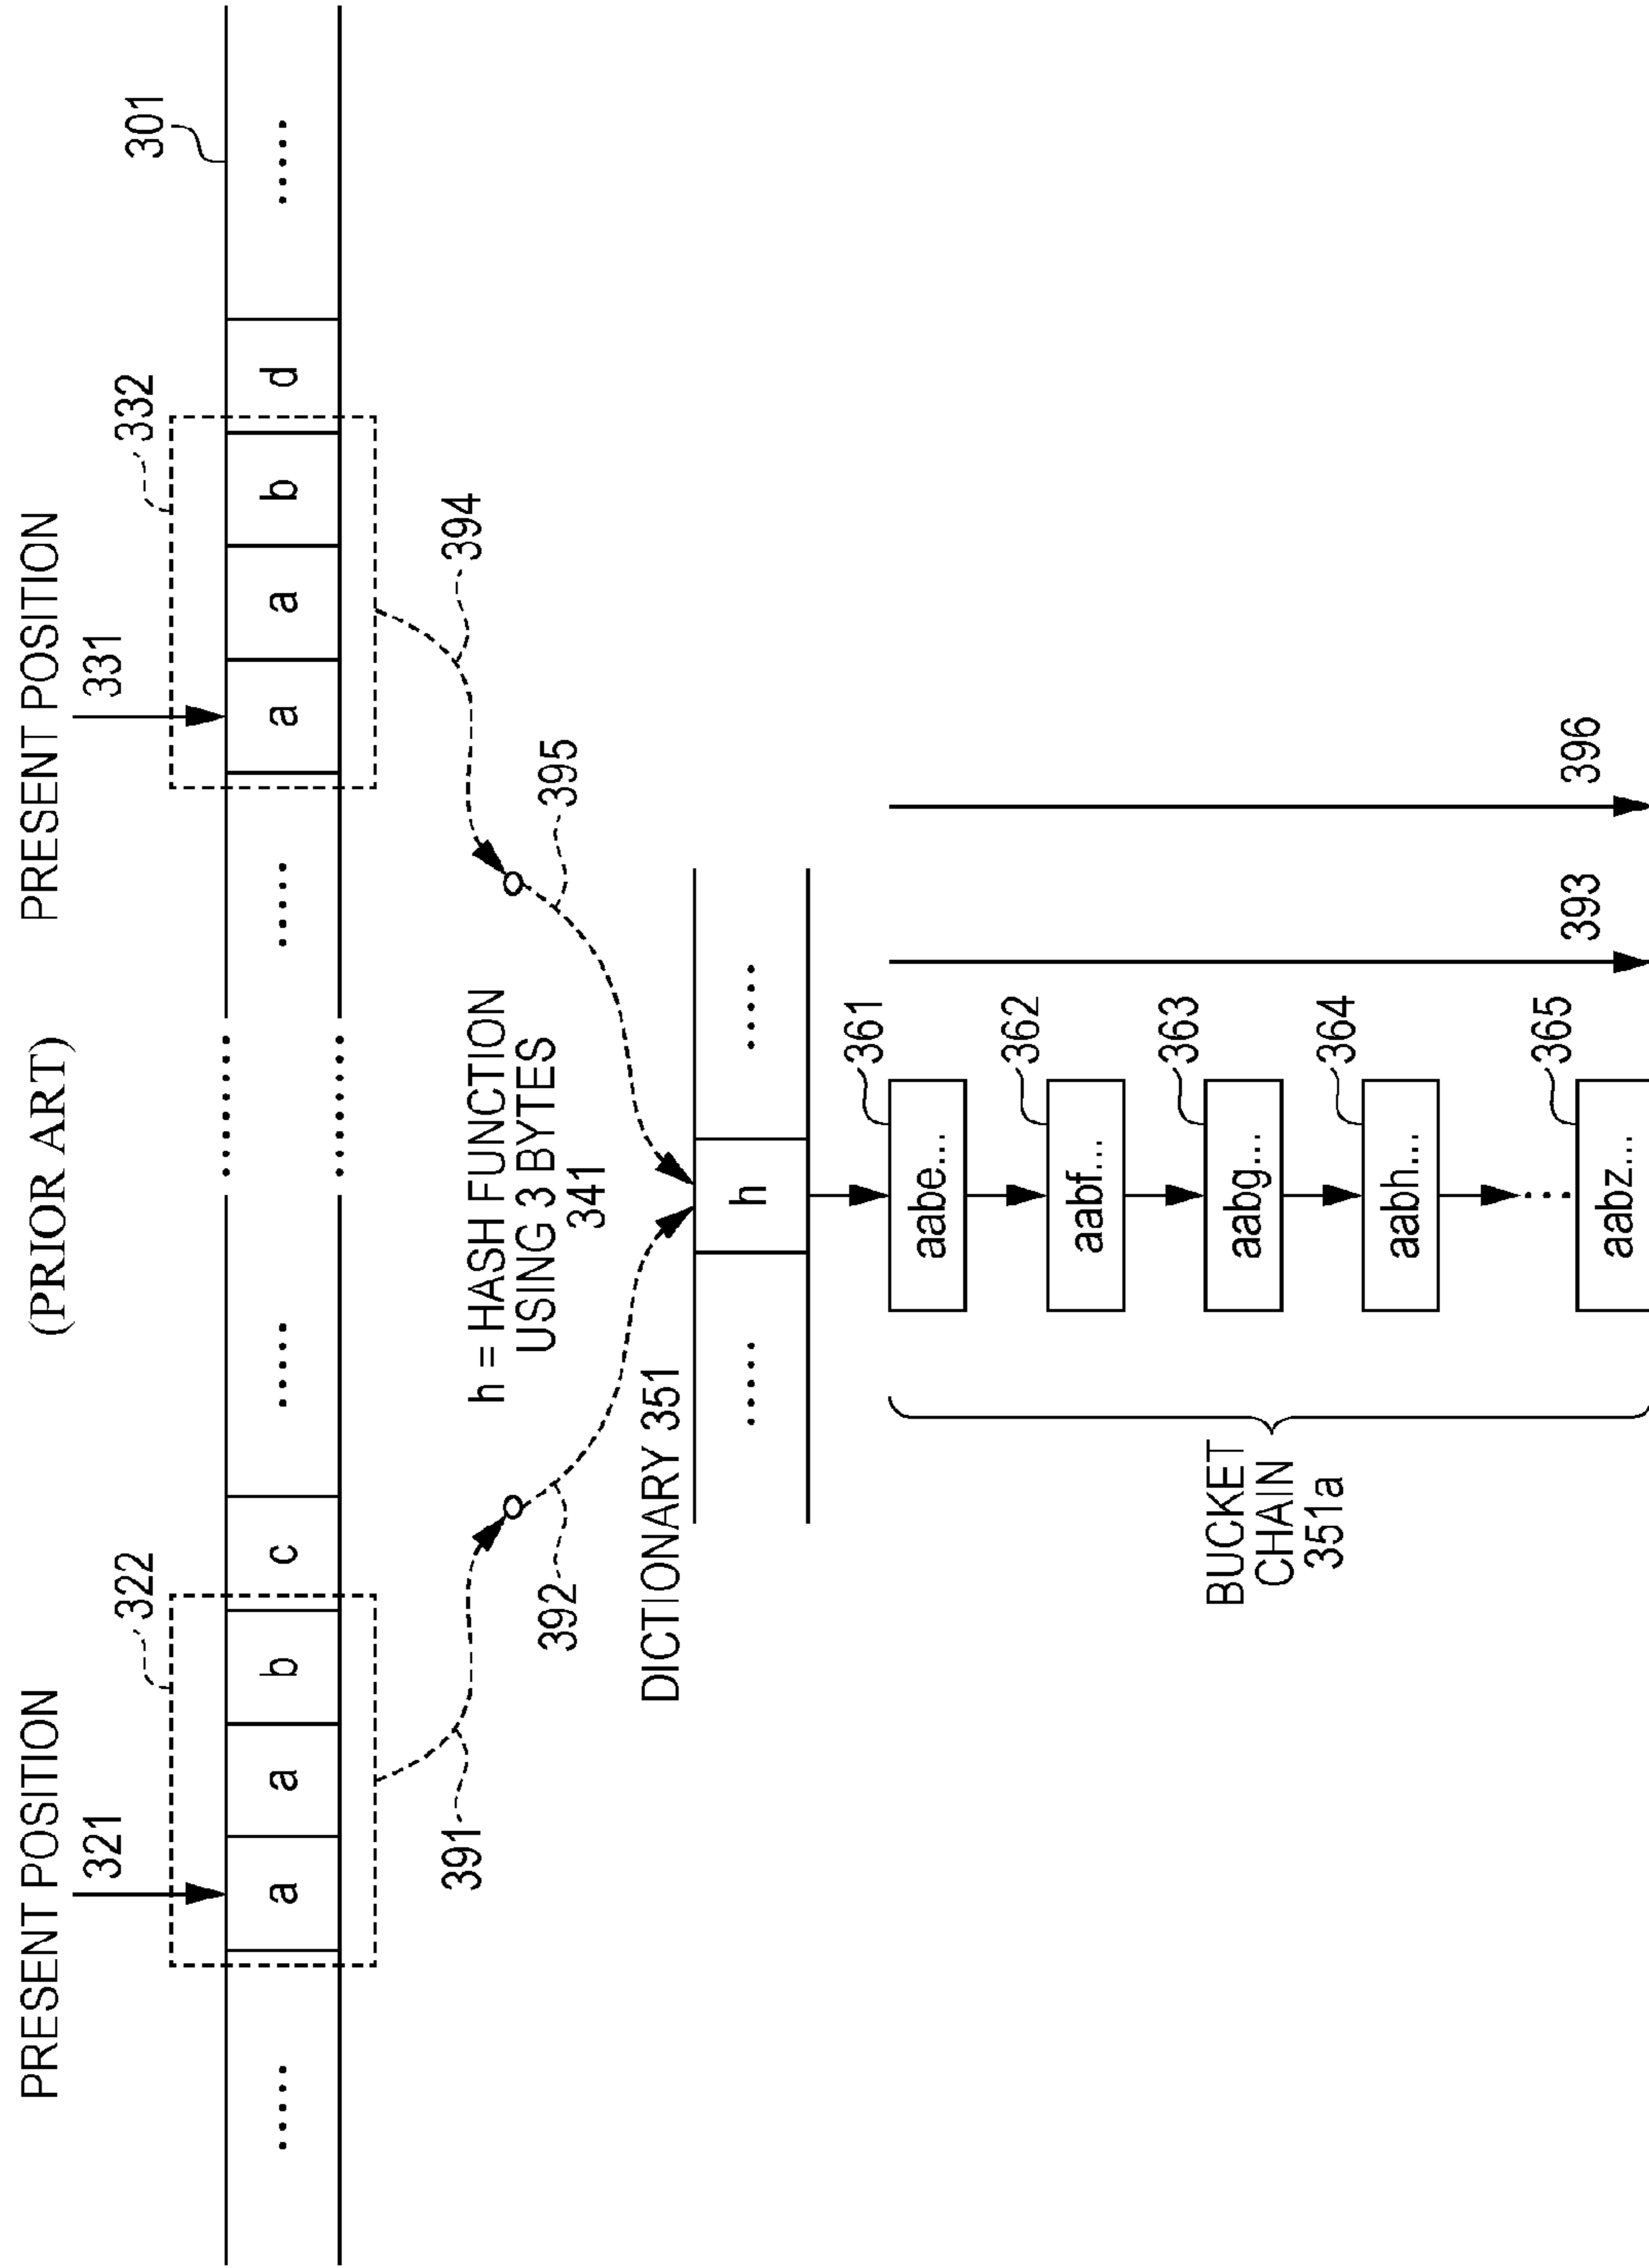 (PRIOR ART)
PRESENT POSITION
321
PRESENT POSITION
331
322
332
301
.....
a
a
b
c
.....
.....
a
a
b
d
.....
391
394
h = HASH FUNCTION
USING 3 BYTES
341
392
395
DICTIONARY 351
.....
h
.....
BUCKET
CHAIN
351a
aabe...
361
aabf...
362
aabg...
363
aabh...
364
aabz...
365
393
396